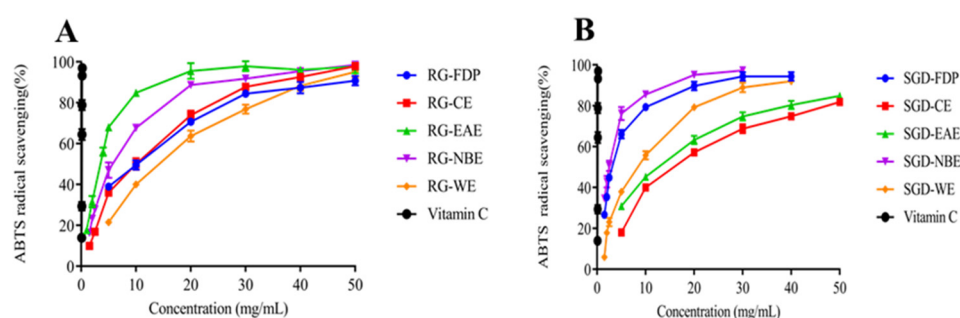 A
ABTS radical scavenging(%)
100
80
60
40
20
0
0
10
20
30
40
50
Concentration (mg/mL)
RG-FDP
RG-CE
RG-EAE
RG-NBE
RG-WE
Vitamin C
B
ABTS radical scavenging(%)
100
80
60
40
20
0
0
10
20
30
40
50
Concentration (mg/mL)
SGD-FDP
SGD-CE
SGD-EAE
SGD-NBE
SGD-WE
Vitamin C